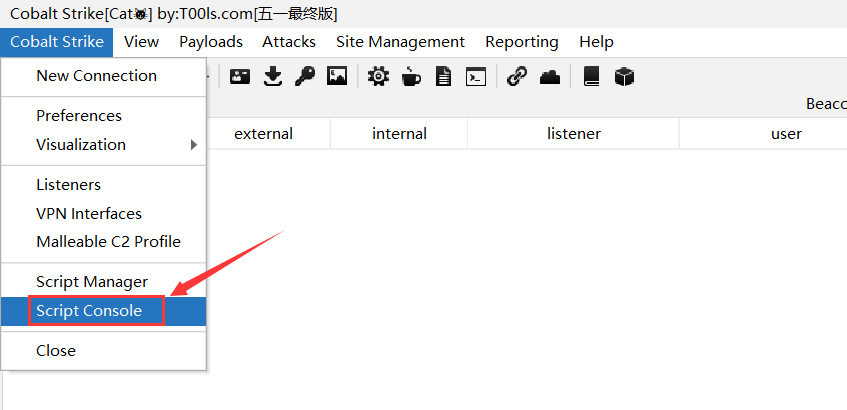 Cobalt Strike[Cat] by:T00ls.com[五一最终版]
Cobalt Strike View Payloads Attacks Site Management Reporting Help
New Connection
Preferences
Visualization
Listeners
VPN Interfaces
Malleable C2 Profile
Script Manager
Script Console
Close
Beaco
external internal listener user